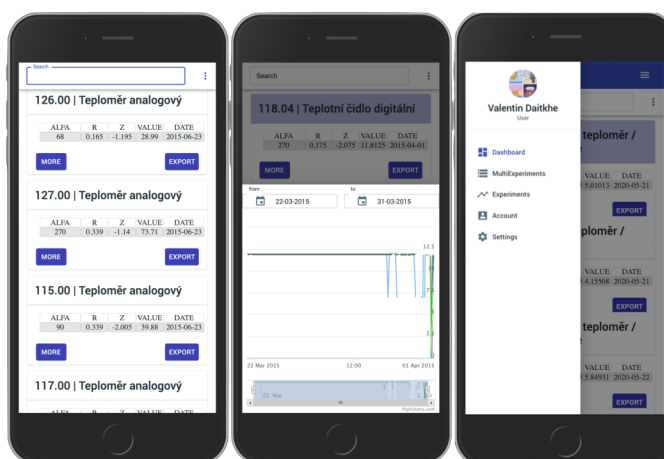 Search
126.00 | Teploměr analogový
ALFA R Z VALUE DATE
68 0.165 -1.195 28.99 2015-06-23
MORE EXPORT
127.00 | Teploměr analogový
ALFA R Z VALUE DATE
270 0.339 -1.14 73.71 2015-06-23
MORE EXPORT
115.00 | Teploměr analogový
ALFA R Z VALUE DATE
90 0.339 -2.005 39.88 2015-06-23
MORE EXPORT
117.00 | Teploměr analogový
ALFA R Z VALUE DATE
Search
118.04 | Teplotní čidlo digitální
ALFA R Z VALUE DATE
270 0.175 -2.075 11.8125 2015-04-01
MORE EXPORT
from to
22-03-2015 31-03-2015
12.5
10
5
0
22 Mar 2015 12:00 01 Apr 2015
23. Mar
Highcharts.com
Valentin Daitkhe
User
Dashboard
MultiExperiments
Experiments
Account
Settings
teploměr /
VALUE DATE
5.01013 2020-05-21
EXPORT
teploměr /
VALUE DATE
4.15508 2020-05-21
EXPORT
teploměr /
VALUE DATE
5.84931 2020-05-22
EXPORT